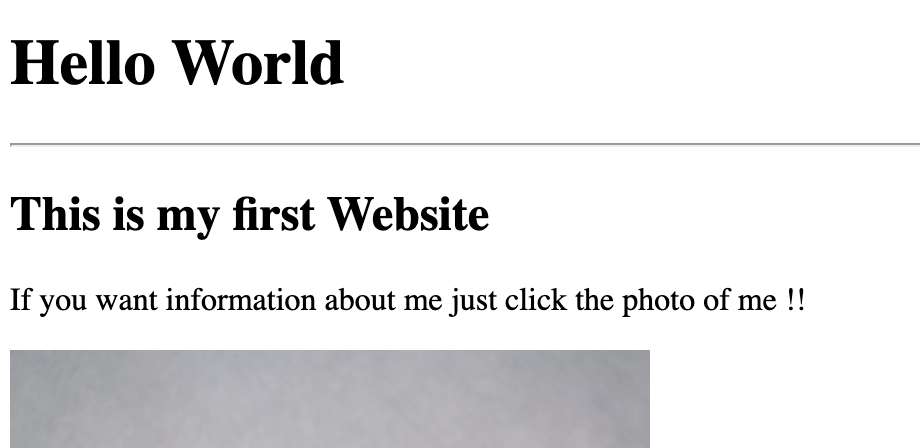 Hello World
This is my first Website
If you want information about me just click the photo of me !!